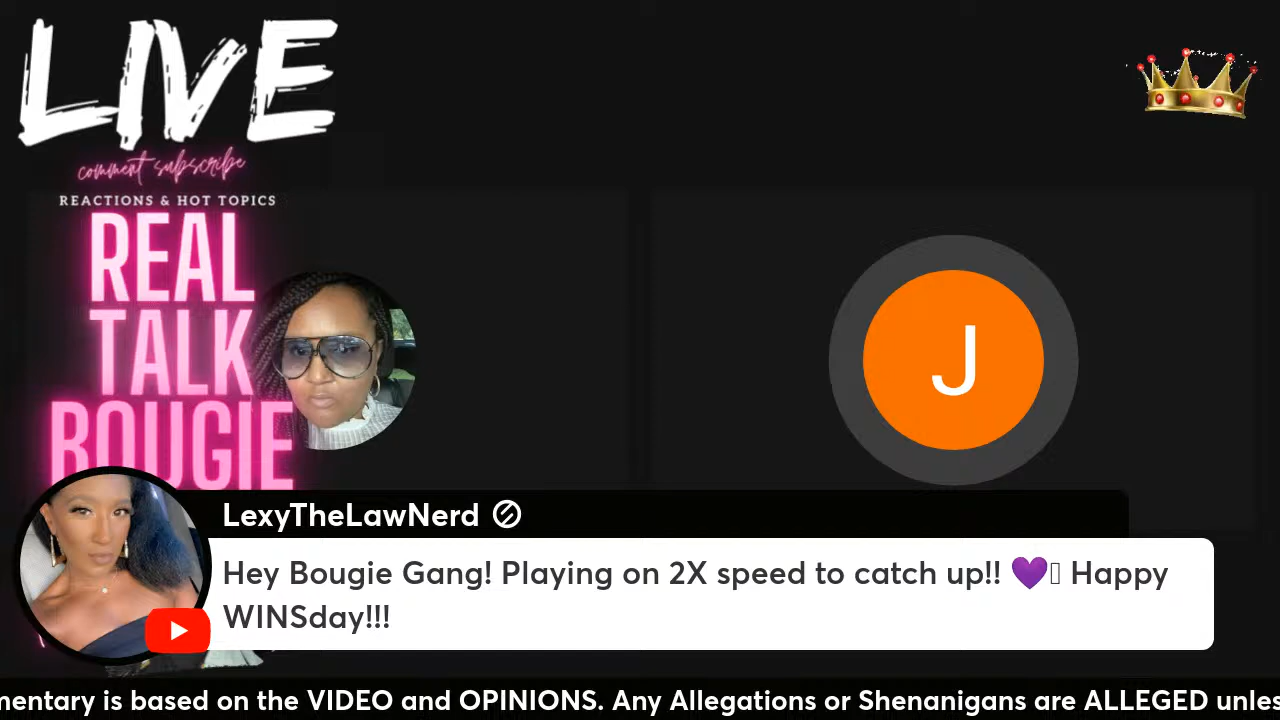 LIVE
comment subscribe
REACTIONS & HOT TOPICS
REAL
TALK
BOUGIE
J
LexyTheLawNerd
Hey Bougie Gang! Playing on 2X speed to catch up!! 💜 Happy
WINSday!!!
mentary is based on the VIDEO and OPINIONS. Any Allegations or Shenanigans are ALLEGED unles